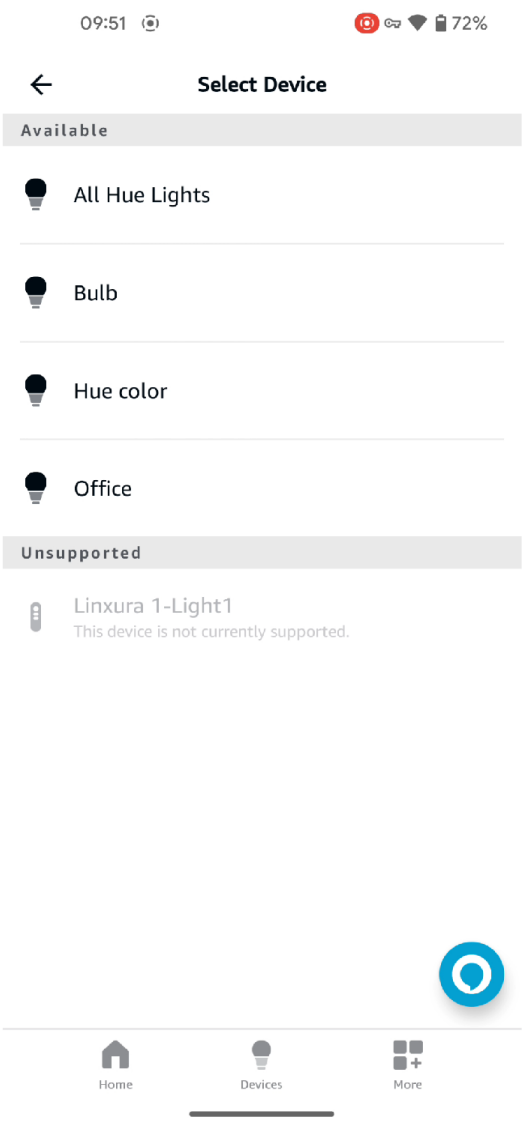 09:51
72%
Select Device
Available
All Hue Lights
Bulb
Hue color
Office
Unsupported
Linxura 1-Light1
This device is not currently supported.
Home
Devices
More